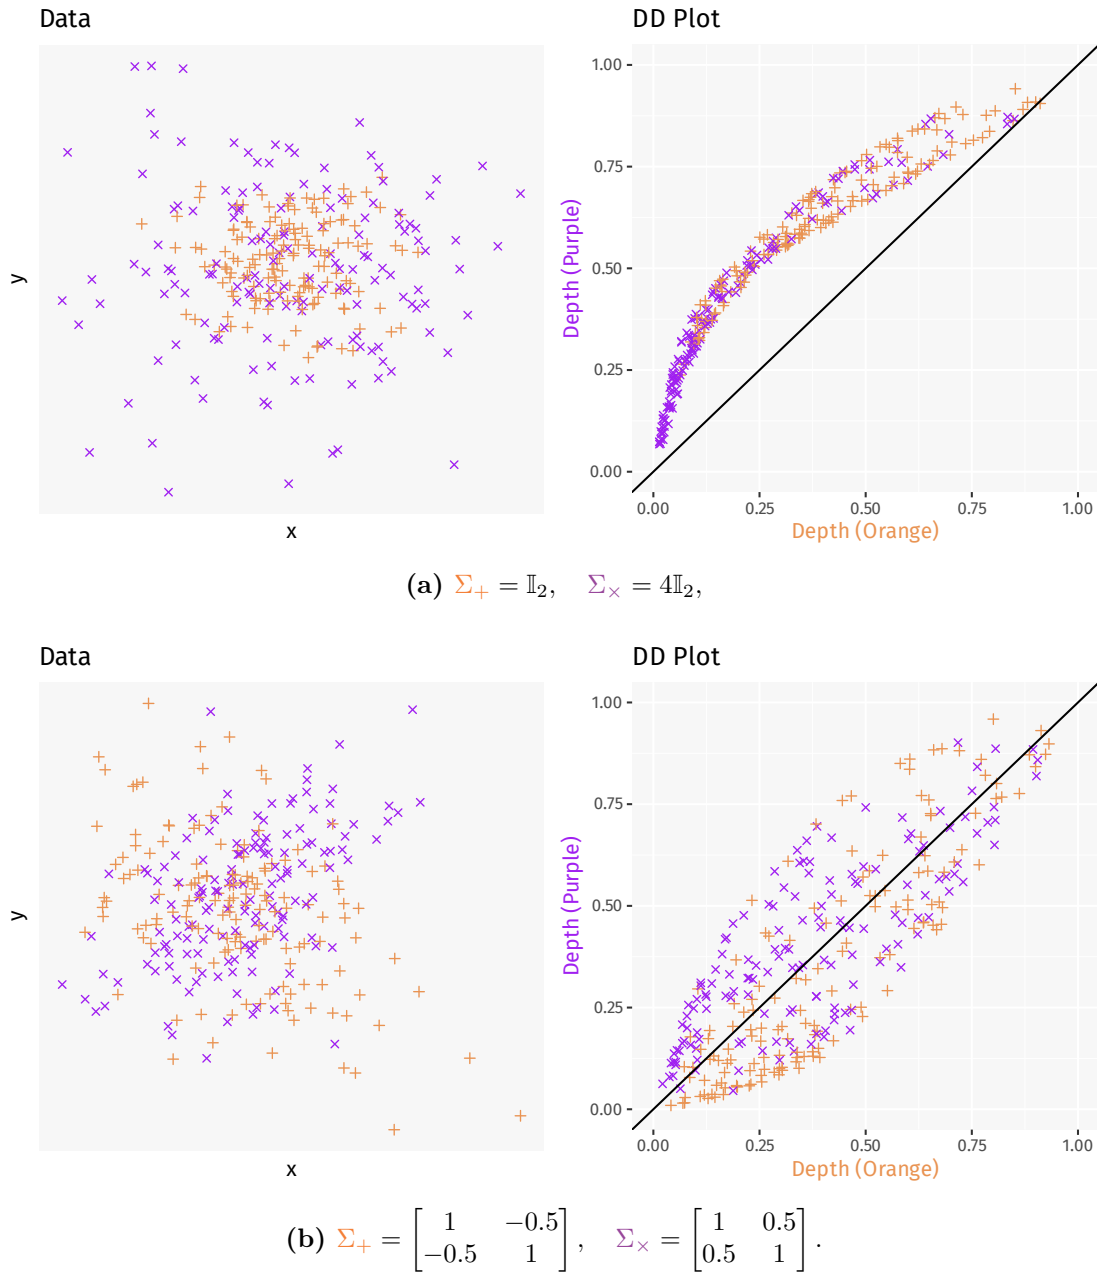 Data
DD Plot
y
x
Depth (Purple)
1.00
0.75
0.50
0.25
0.00
0.00 0.25 0.50 0.75 1.00
Depth (Orange)
(a) Σ₊ = 𝕀₂, Σ× = 4𝕀₂,
Data
DD Plot
y
x
Depth (Purple)
1.00
0.75
0.50
0.25
0.00
0.00 0.25 0.50 0.75 1.00
Depth (Orange)
(b) Σ₊ = [1 −0.5
−0.5 1], Σ× = [1 0.5
0.5 1].